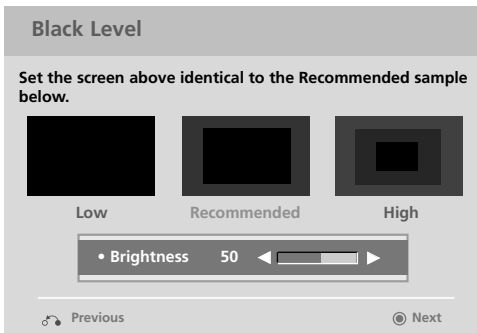 Black Level
Set the screen above identical to the Recommended sample
below.
Low Recommended High
• Brightness 50
Previous Next